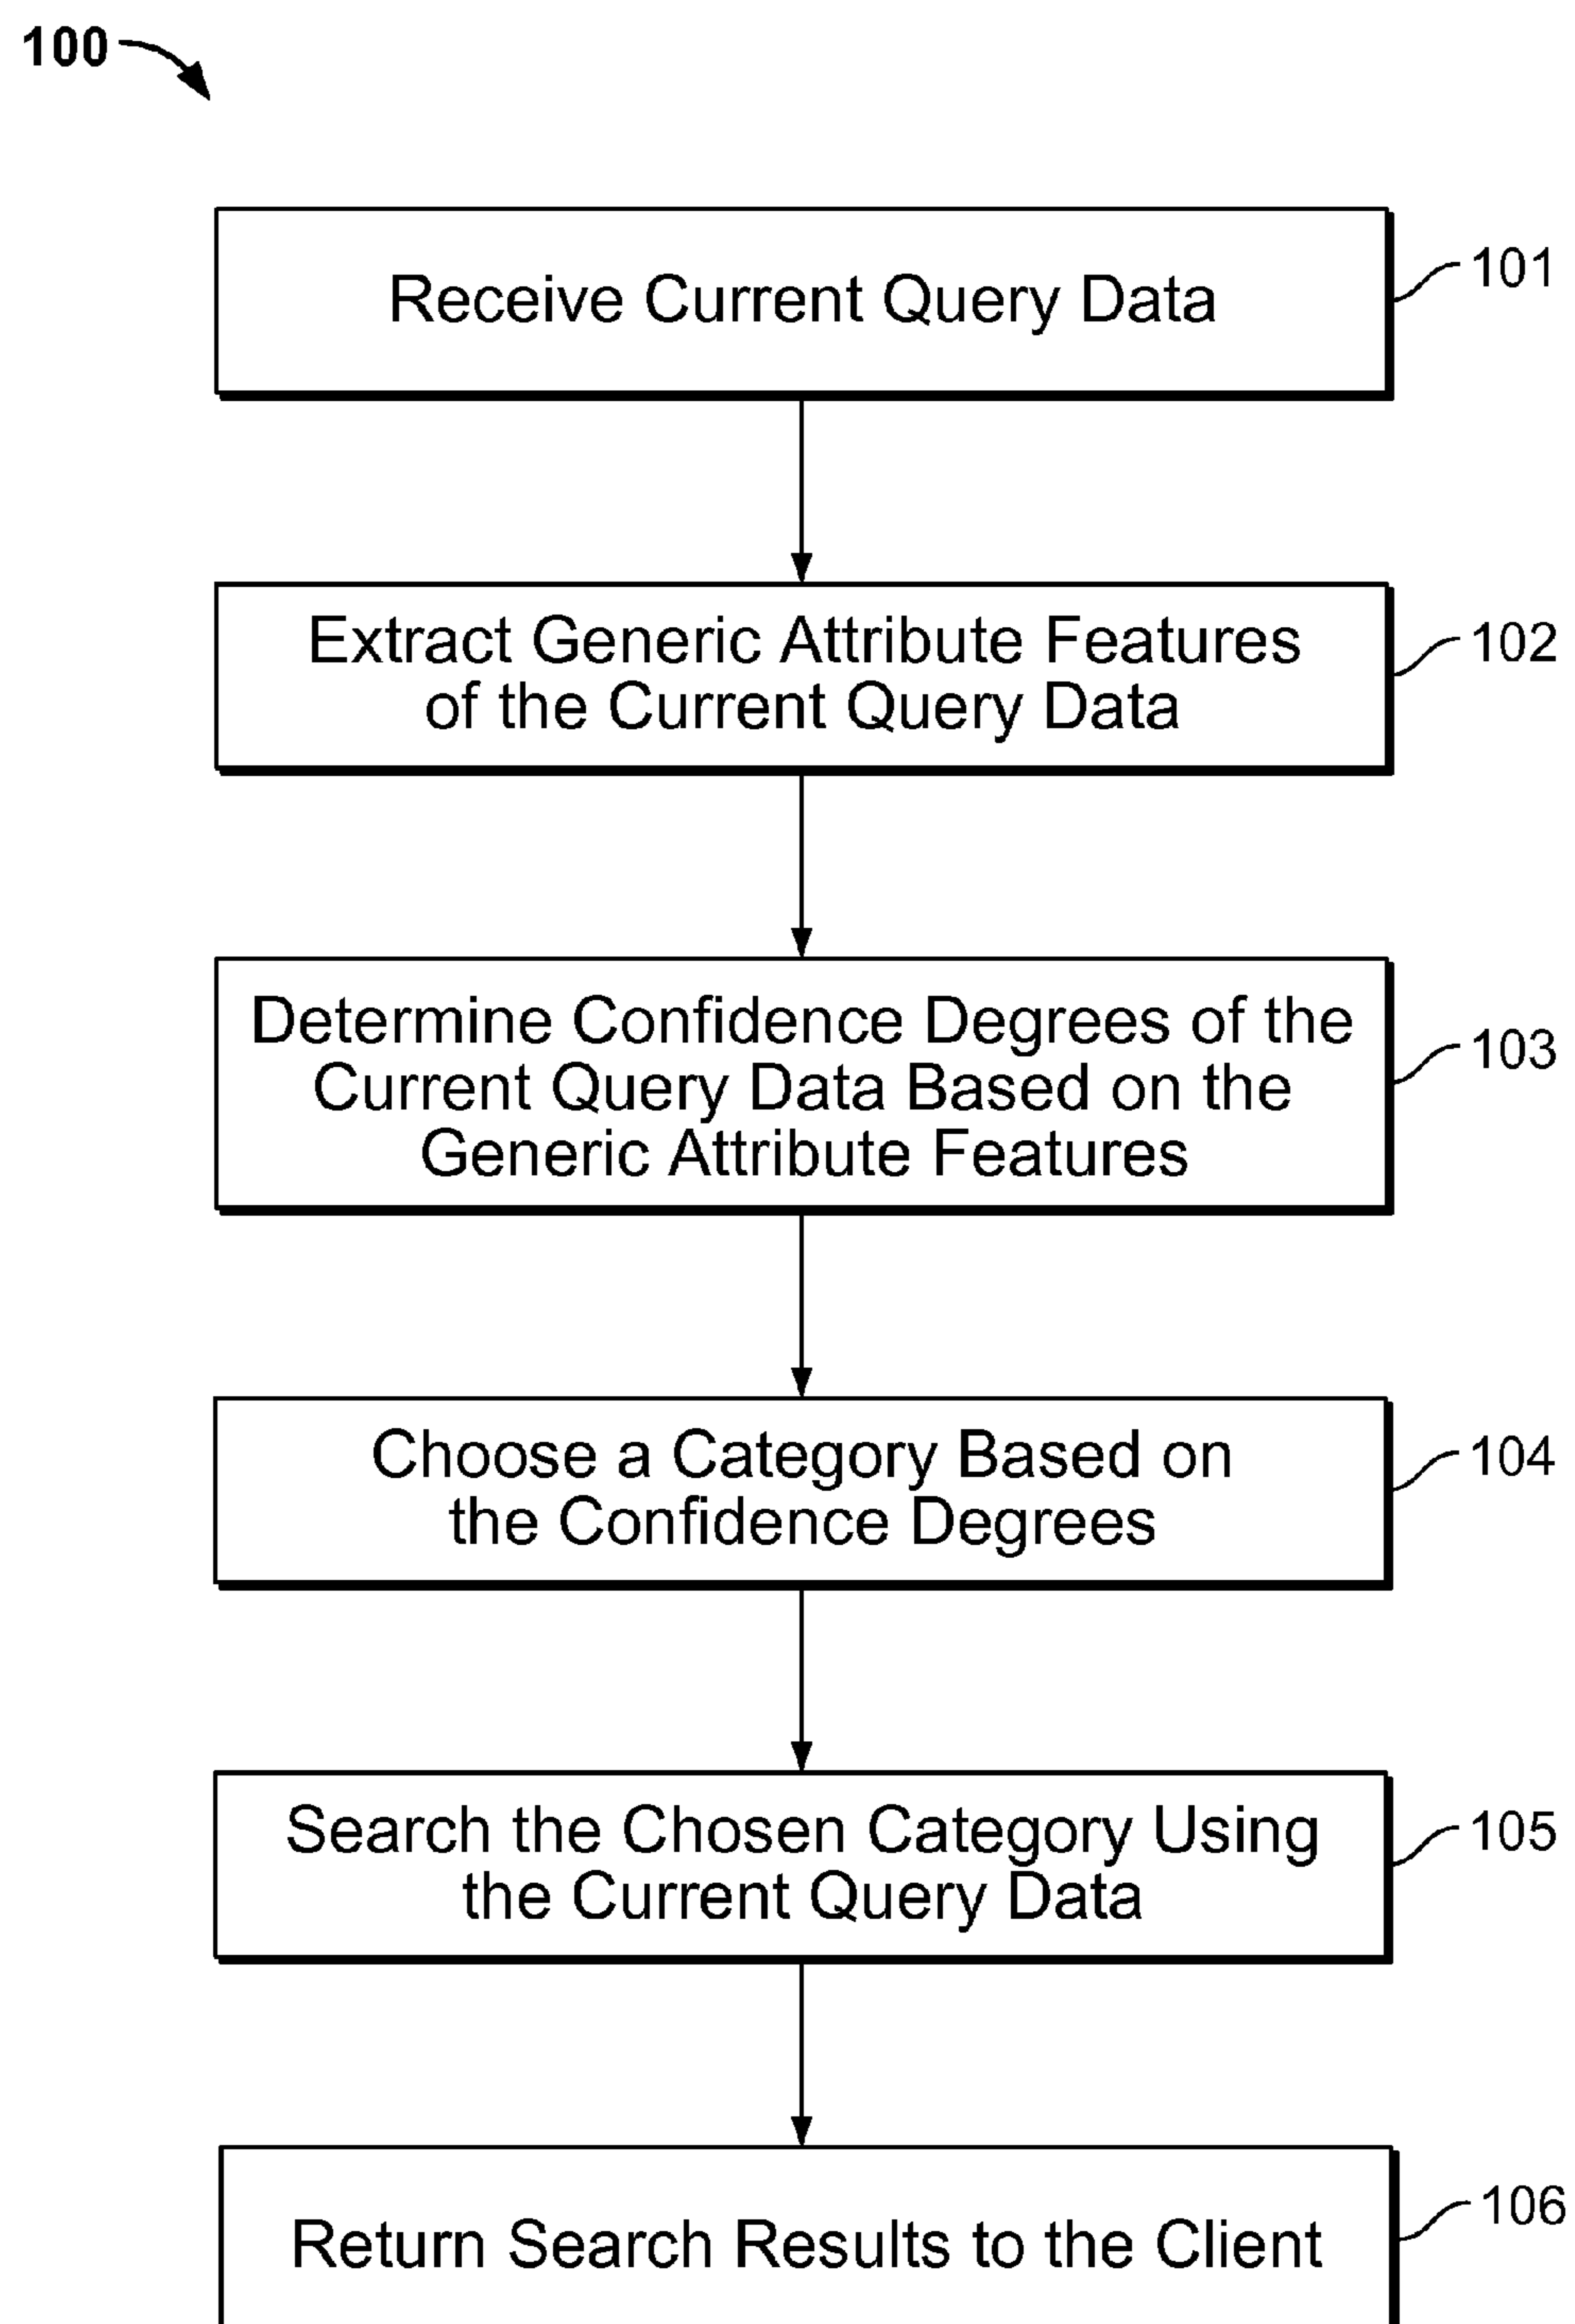 100
Receive Current Query Data
101
Extract Generic Attribute Features
of the Current Query Data
102
Determine Confidence Degrees of the
Current Query Data Based on the
Generic Attribute Features
103
Choose a Category Based on
the Confidence Degrees
104
Search the Chosen Category Using
the Current Query Data
105
Return Search Results to the Client
106